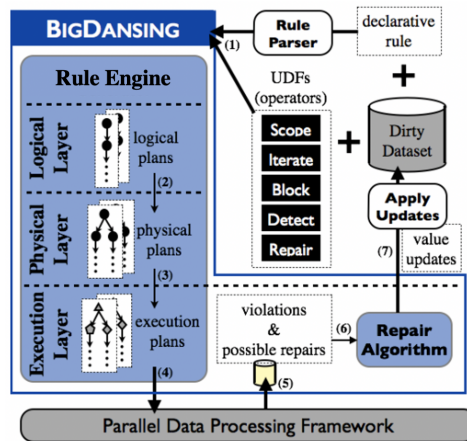 BIGDANSING
(1)
Rule
Parser
declarative
rule
Rule Engine
UDFs
(operators)
Logical
Layer
logical
plans
(2)
Scope
Iterate
Block
Detect
Repair
Dirty
Dataset
Physical
Layer
physical
plans
(3)
Apply
Updates
(7)
value
updates
Execution
Layer
execution
plans
(4)
violations
&
possible repairs
(5)
(6)
Repair
Algorithm
Parallel Data Processing Framework